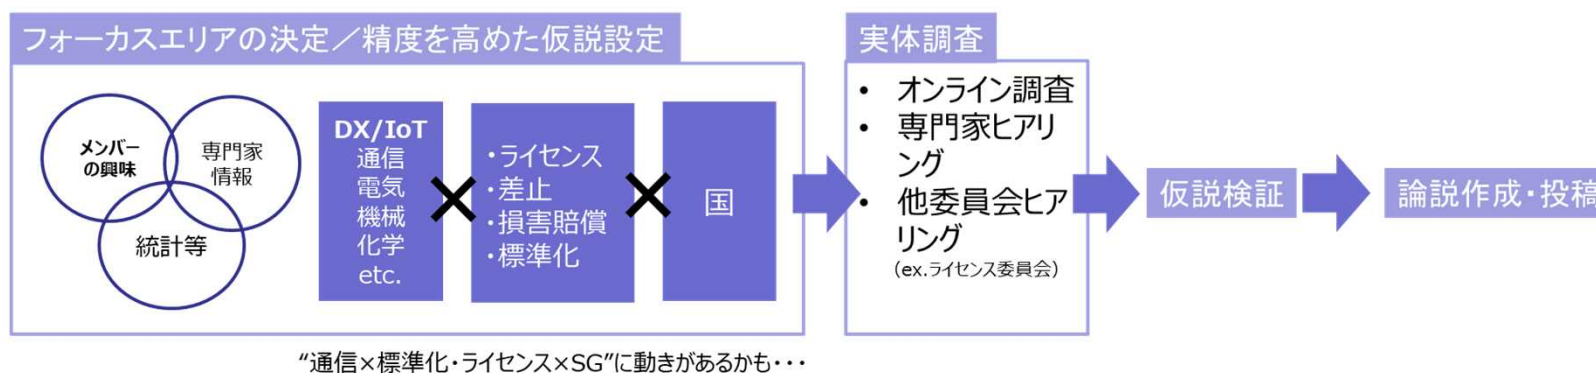 フォーカスエリアの決定／精度を高めた仮説設定
メンバー
の興味
専門家
情報
統計等
DX/IoT
通信
電気
機械
化学
etc.
・ライセンス
・差止
・損害賠償
・標準化
国
実体調査
• オンライン調査
• 専門家ヒアリ
ング
• 他委員会ヒア
リング
(ex.ライセンス委員会)
仮説検証
論説作成・投稿
“通信×標準化・ライセンス×SG”に動きがあるかも・・・